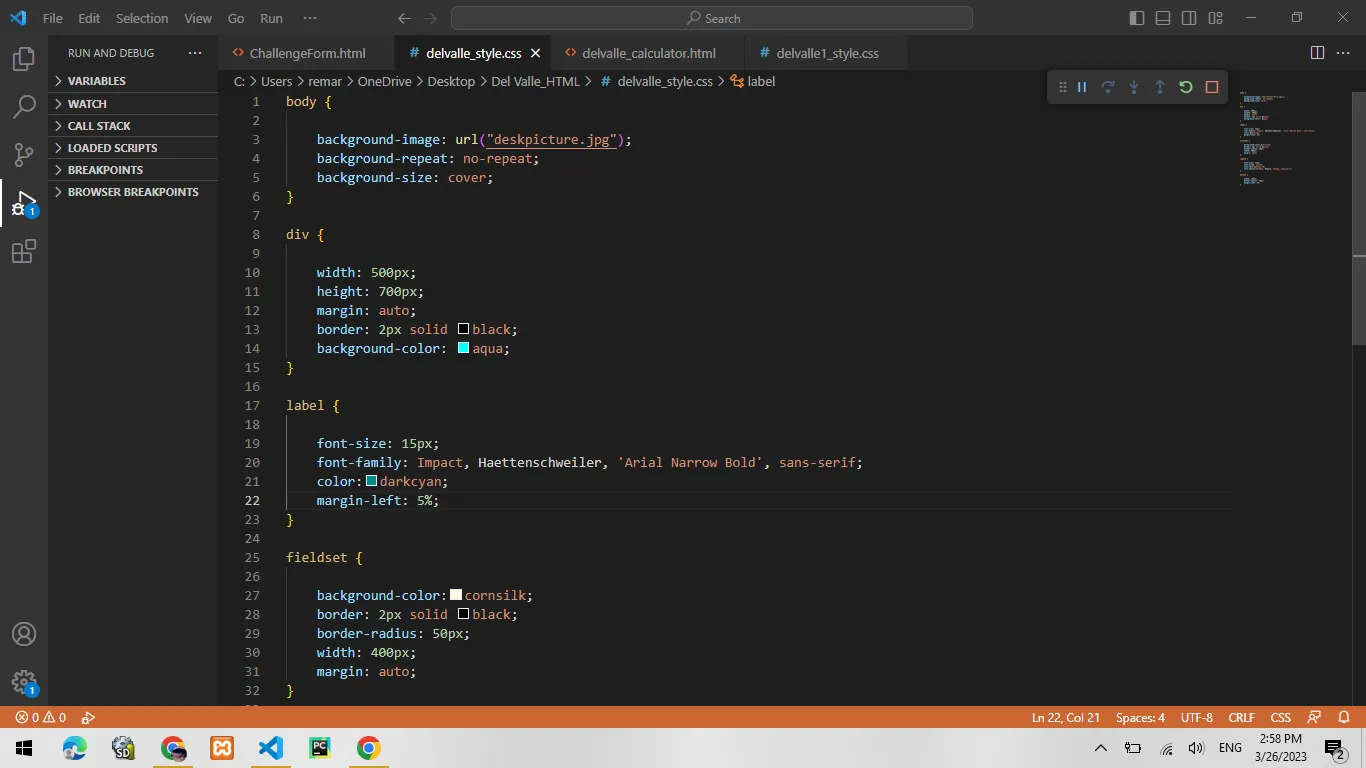 File Edit Selection View Go Run ··· Search
RUN AND DEBUG ···
ChallengeForm.html
# delvalle_style.css
delvalle_calculator.html
# delvalle1_style.css
C: > Users > remar > OneDrive > Desktop > Del Valle_HTML > # delvalle_style.css > label
VARIABLES
WATCH
CALL STACK
LOADED SCRIPTS
BREAKPOINTS
BROWSER BREAKPOINTS
1 body {
2
3 background-image: url("deskpicture.jpg");
4 background-repeat: no-repeat;
5 background-size: cover;
6 }
7
8 div {
9
10 width: 500px;
11 height: 700px;
12 margin: auto;
13 border: 2px solid black;
14 background-color: aqua;
15 }
16
17 label {
18
19 font-size: 15px;
20 font-family: Impact, Haettenschweiler, 'Arial Narrow Bold', sans-serif;
21 color: darkcyan;
22 margin-left: 5%;
23 }
24
25 fieldset {
26
27 background-color: cornsilk;
28 border: 2px solid black;
29 border-radius: 50px;
30 width: 400px;
31 margin: auto;
32 }
1
1
0 0
Ln 22, Col 21 Spaces: 4 UTF-8 CRLF CSS
SD
PC
ENG
2:58 PM
3/26/2023
2